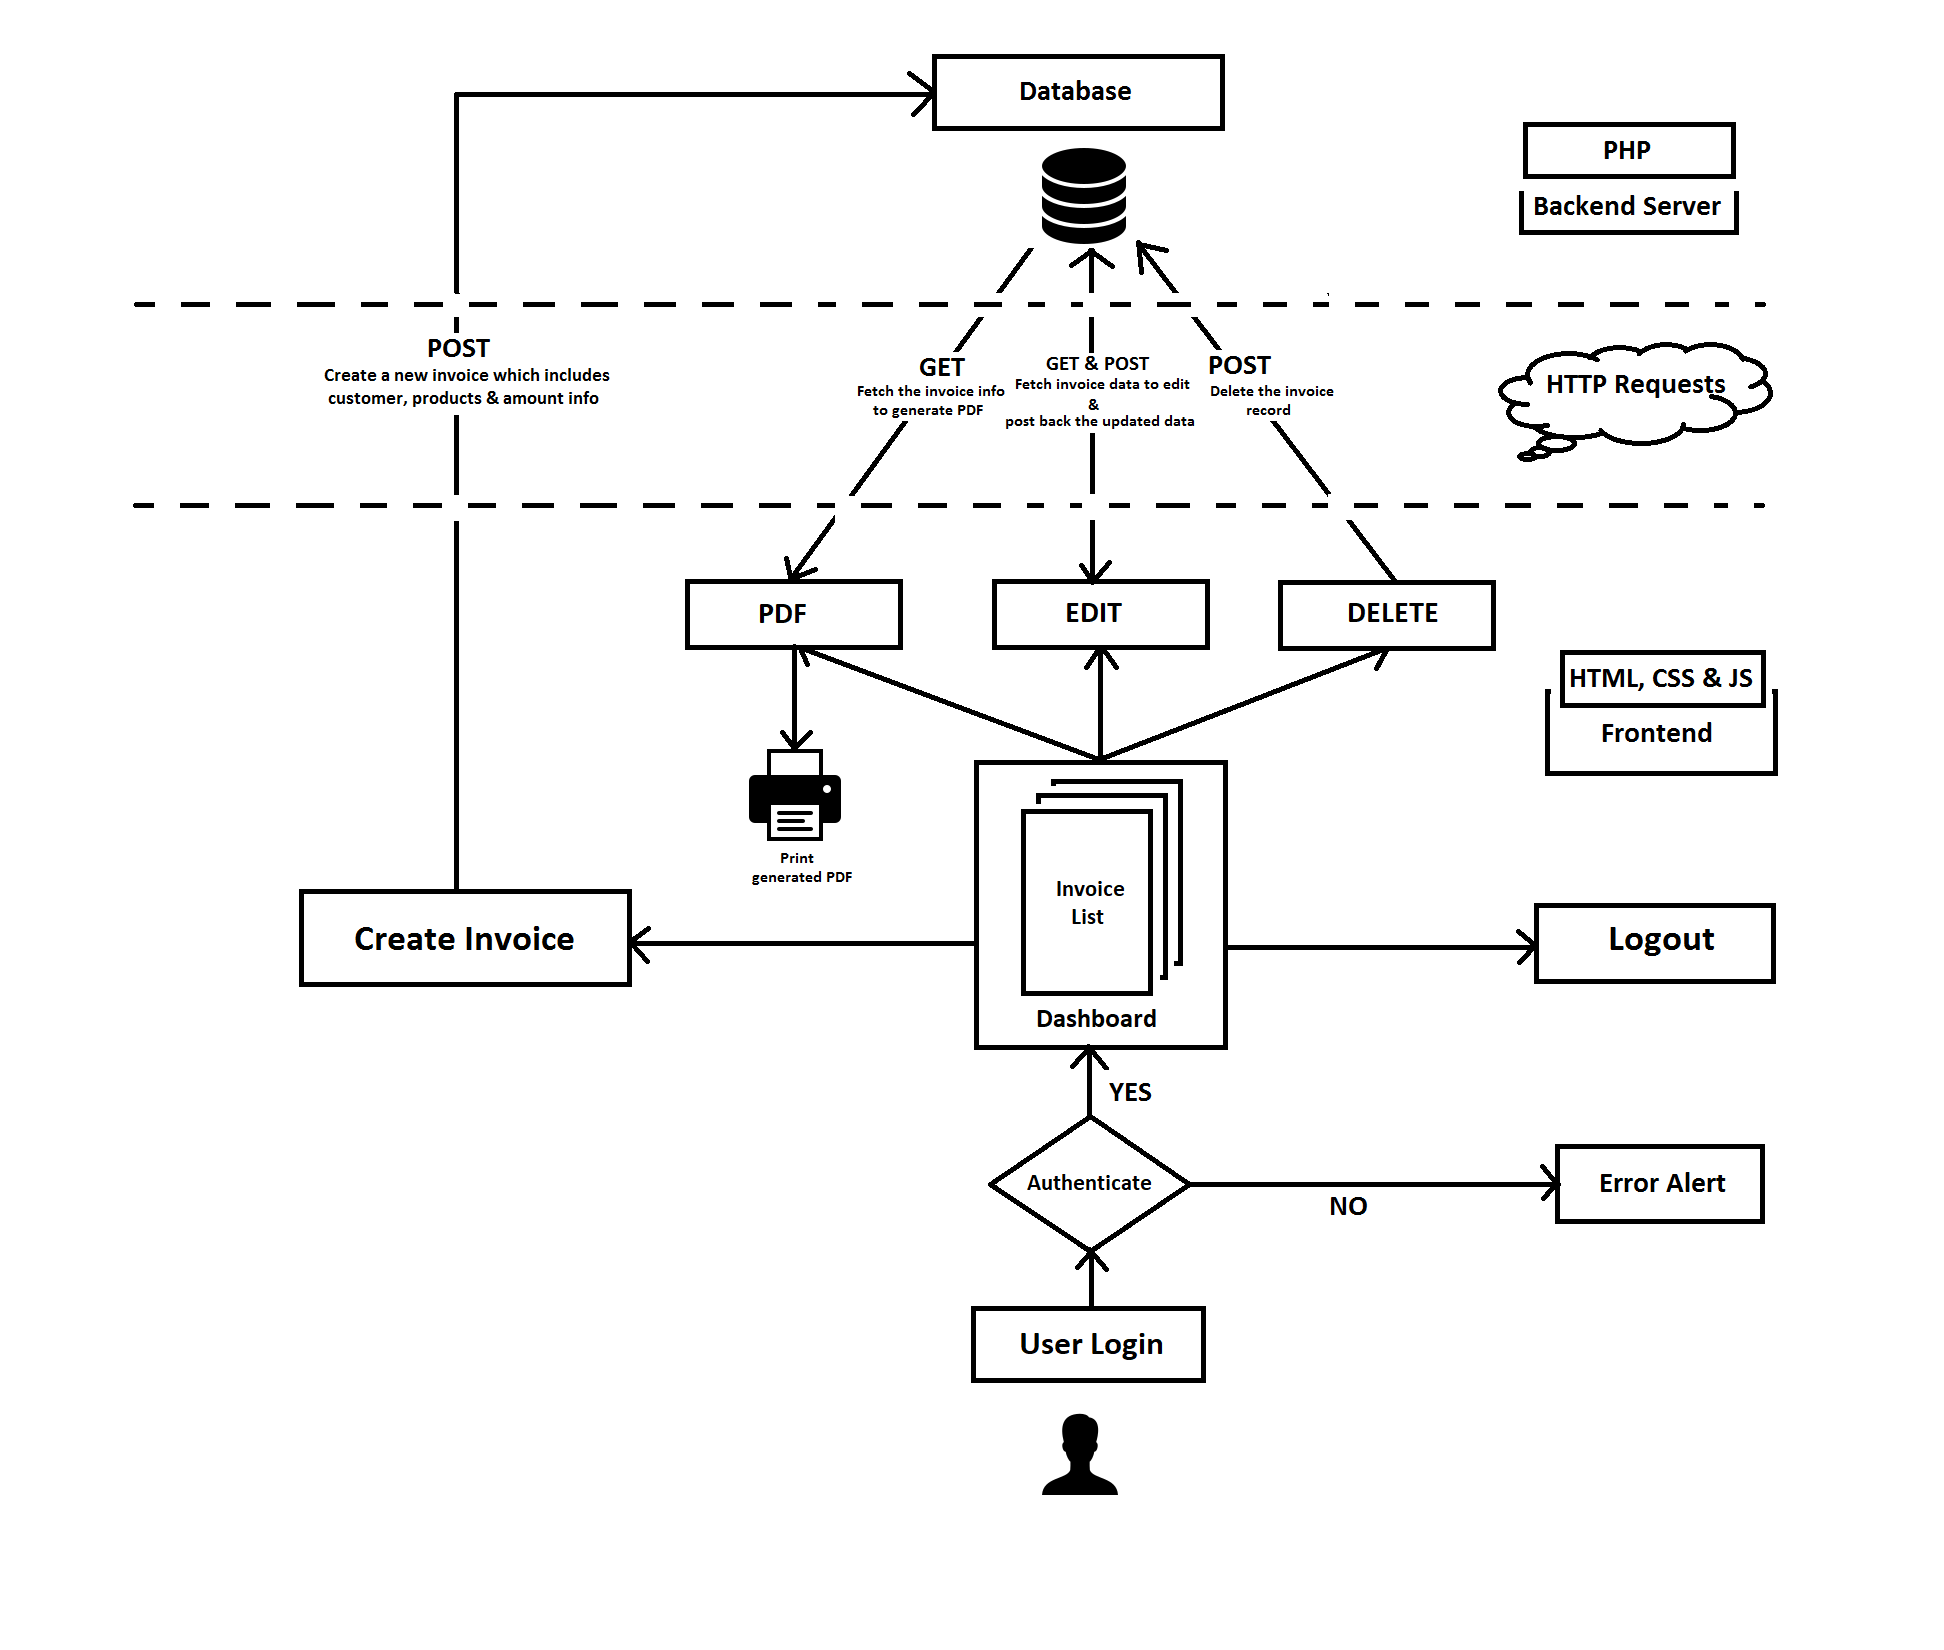 Database
PHP
Backend Server
POST
Create a new invoice which includes
customer, products & amount info
GET
Fetch the invoice info
to generate PDF
GET & POST
Fetch invoice data to edit
&
post back the updated data
POST
Delete the invoice
record
HTTP Requests
PDF
EDIT
DELETE
HTML, CSS & JS
Frontend
Print
generated PDF
Invoice
List
Dashboard
Create Invoice
Logout
YES
Authenticate
NO
Error Alert
User Login